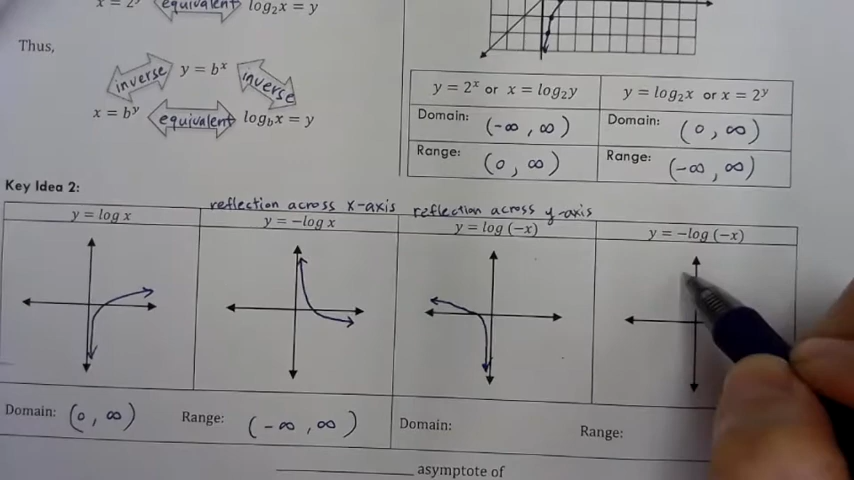 x = 2^y equivalent log₂x = y
Thus,
inverse y = b^x inverse
x = b^y equivalent log_b x = y
y = 2^x or x = log₂y
y = log₂x or x = 2^y
Domain: (-∞, ∞)
Domain: (0, ∞)
Range: (0, ∞)
Range: (-∞, ∞)
Key Idea 2:
reflection across x-axis reflection across y-axis
y = log x
y = −log x
y = log (−x)
y = −log (−x)
Domain: (0, ∞) Range: (-∞, ∞)
Domain: Range:
asymptote of